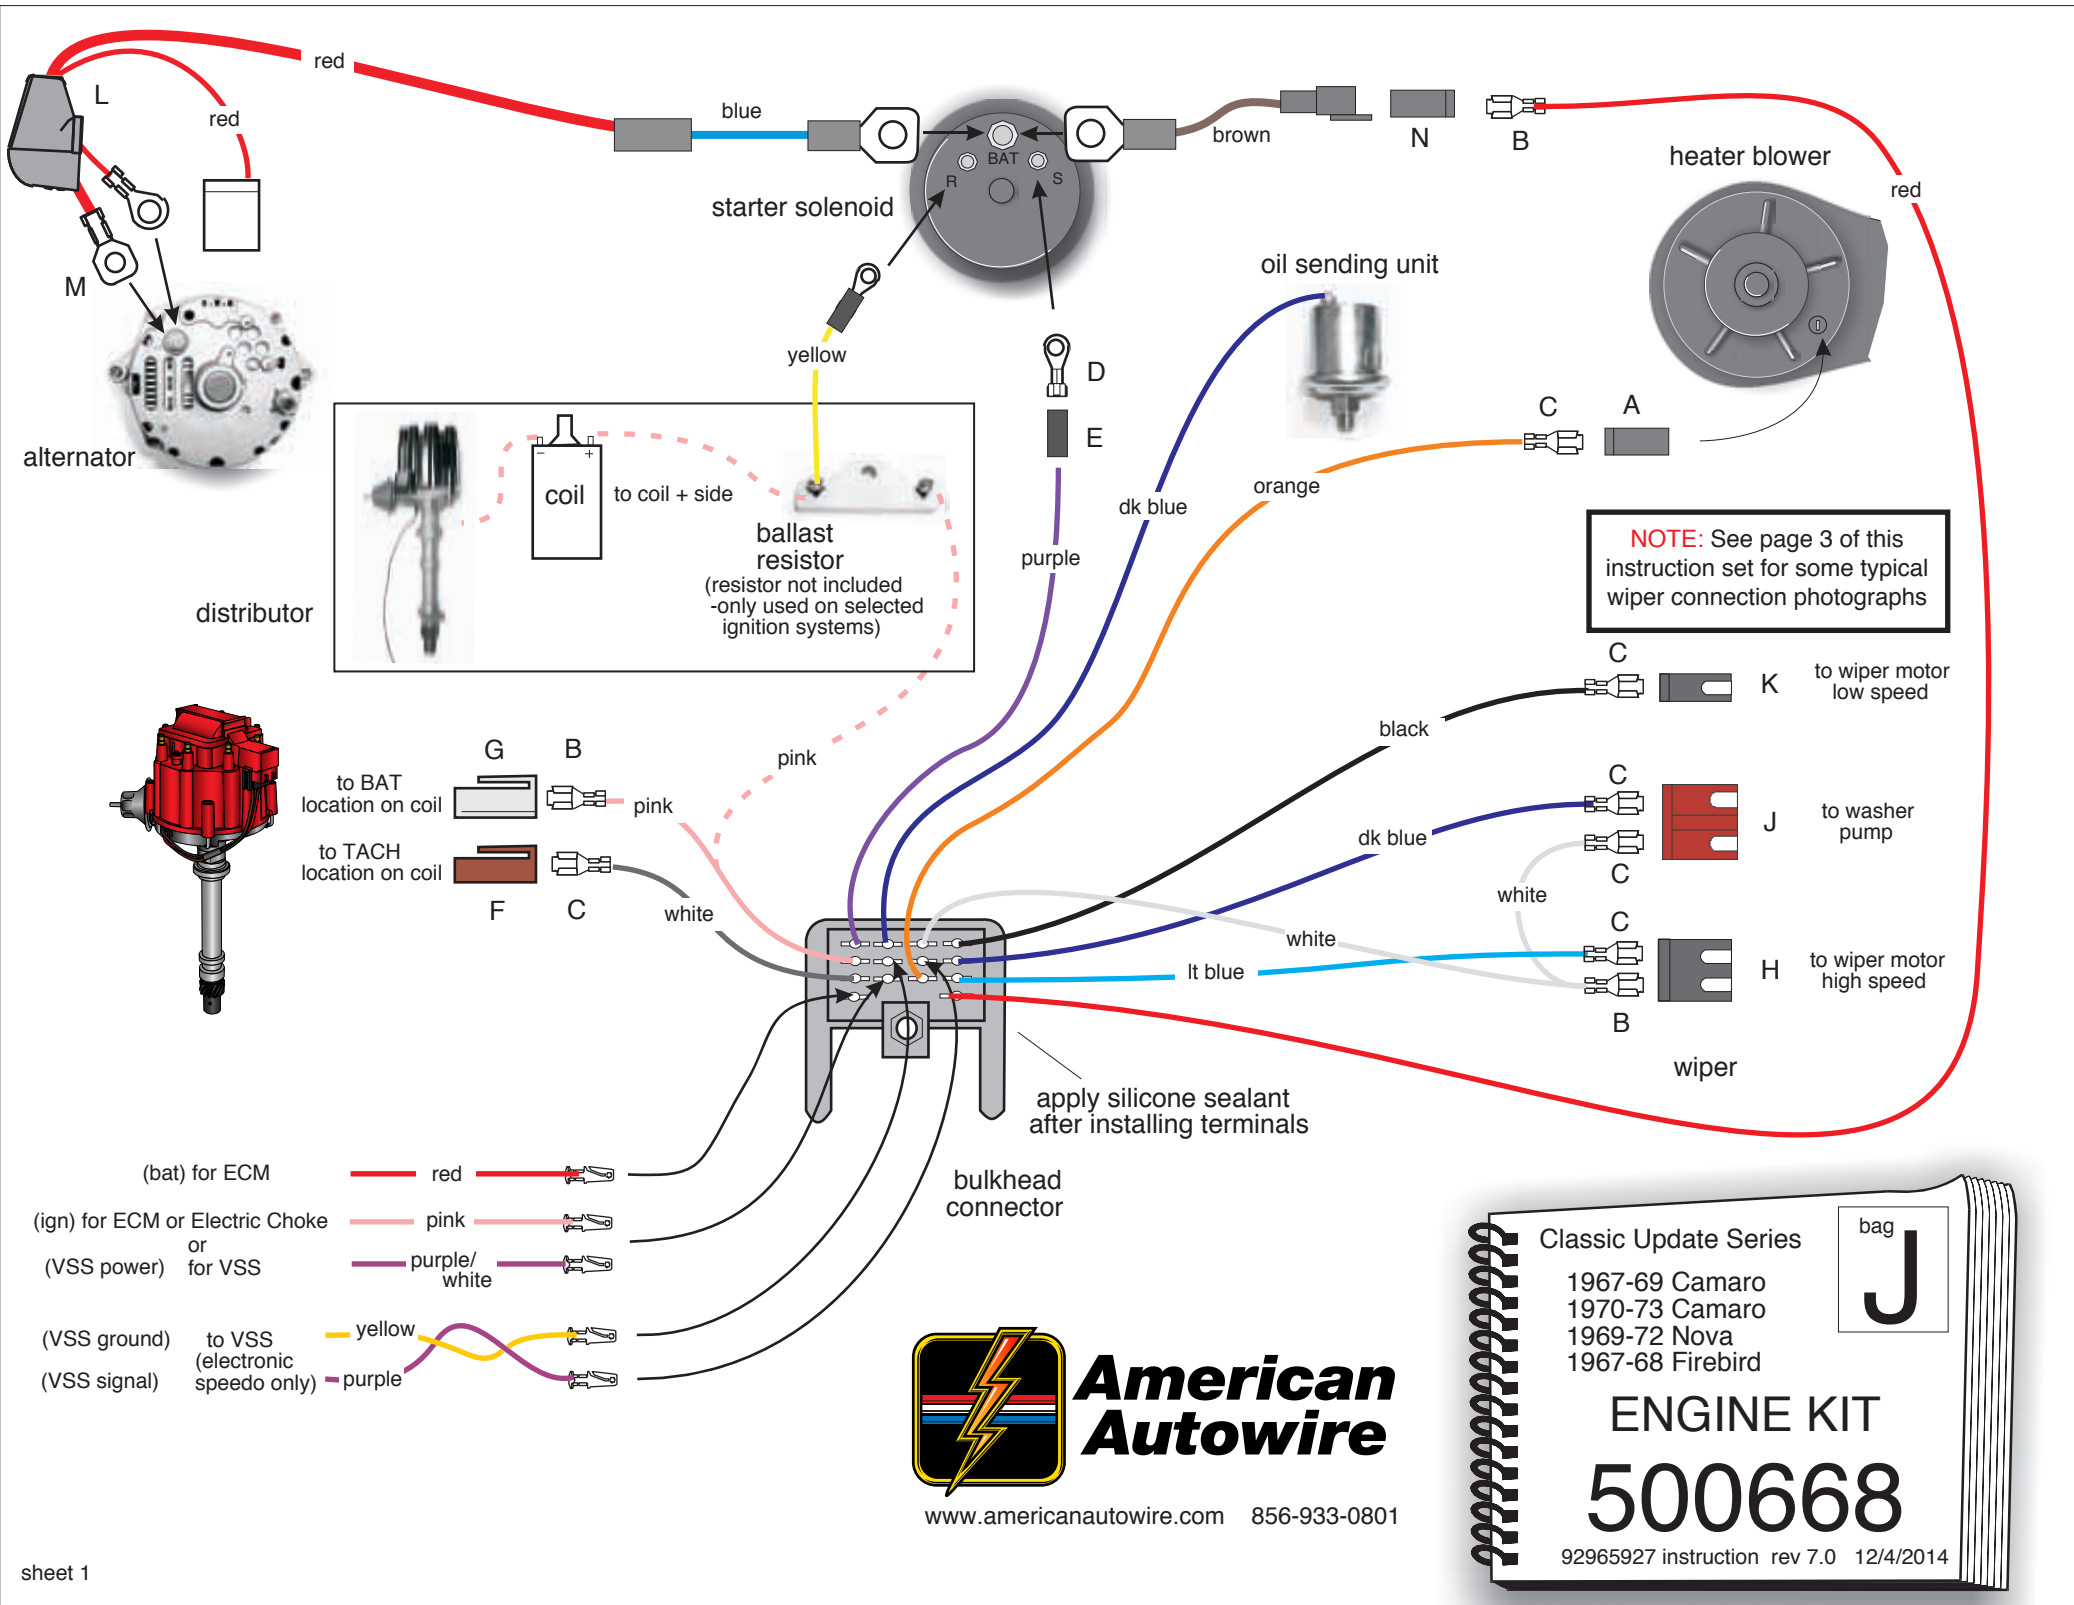 red
L
red
blue
brown
N
B
heater blower
red
BAT
R
S
starter solenoid
M
oil sending unit
yellow
D
E
C
A
alternator
coil
−
+
to coil + side
orange
dk blue
ballast
resistor
(resistor not included
-only used on selected
ignition systems)
purple
distributor
NOTE: See page 3 of this
instruction set for some typical
wiper connection photographs
C
K
to wiper motor
low speed
black
pink
G
B
to BAT
location on coil
pink
to TACH
location on coil
F
C
white
C
J
to washer
pump
dk blue
C
white
C
white
lt blue
H
to wiper motor
high speed
B
wiper
apply silicone sealant
after installing terminals
bulkhead
connector
(bat) for ECM
red
(ign) for ECM or Electric Choke
pink
or
(VSS power)
for VSS
purple/
white
(VSS ground)
to VSS
(electronic
speedo only)
yellow
(VSS signal)
purple
American
Autowire
www.americanautowire.com 856-933-0801
Classic Update Series
bag
J
1967-69 Camaro
1970-73 Camaro
1969-72 Nova
1967-68 Firebird
ENGINE KIT
500668
92965927 instruction rev 7.0 12/4/2014
sheet 1